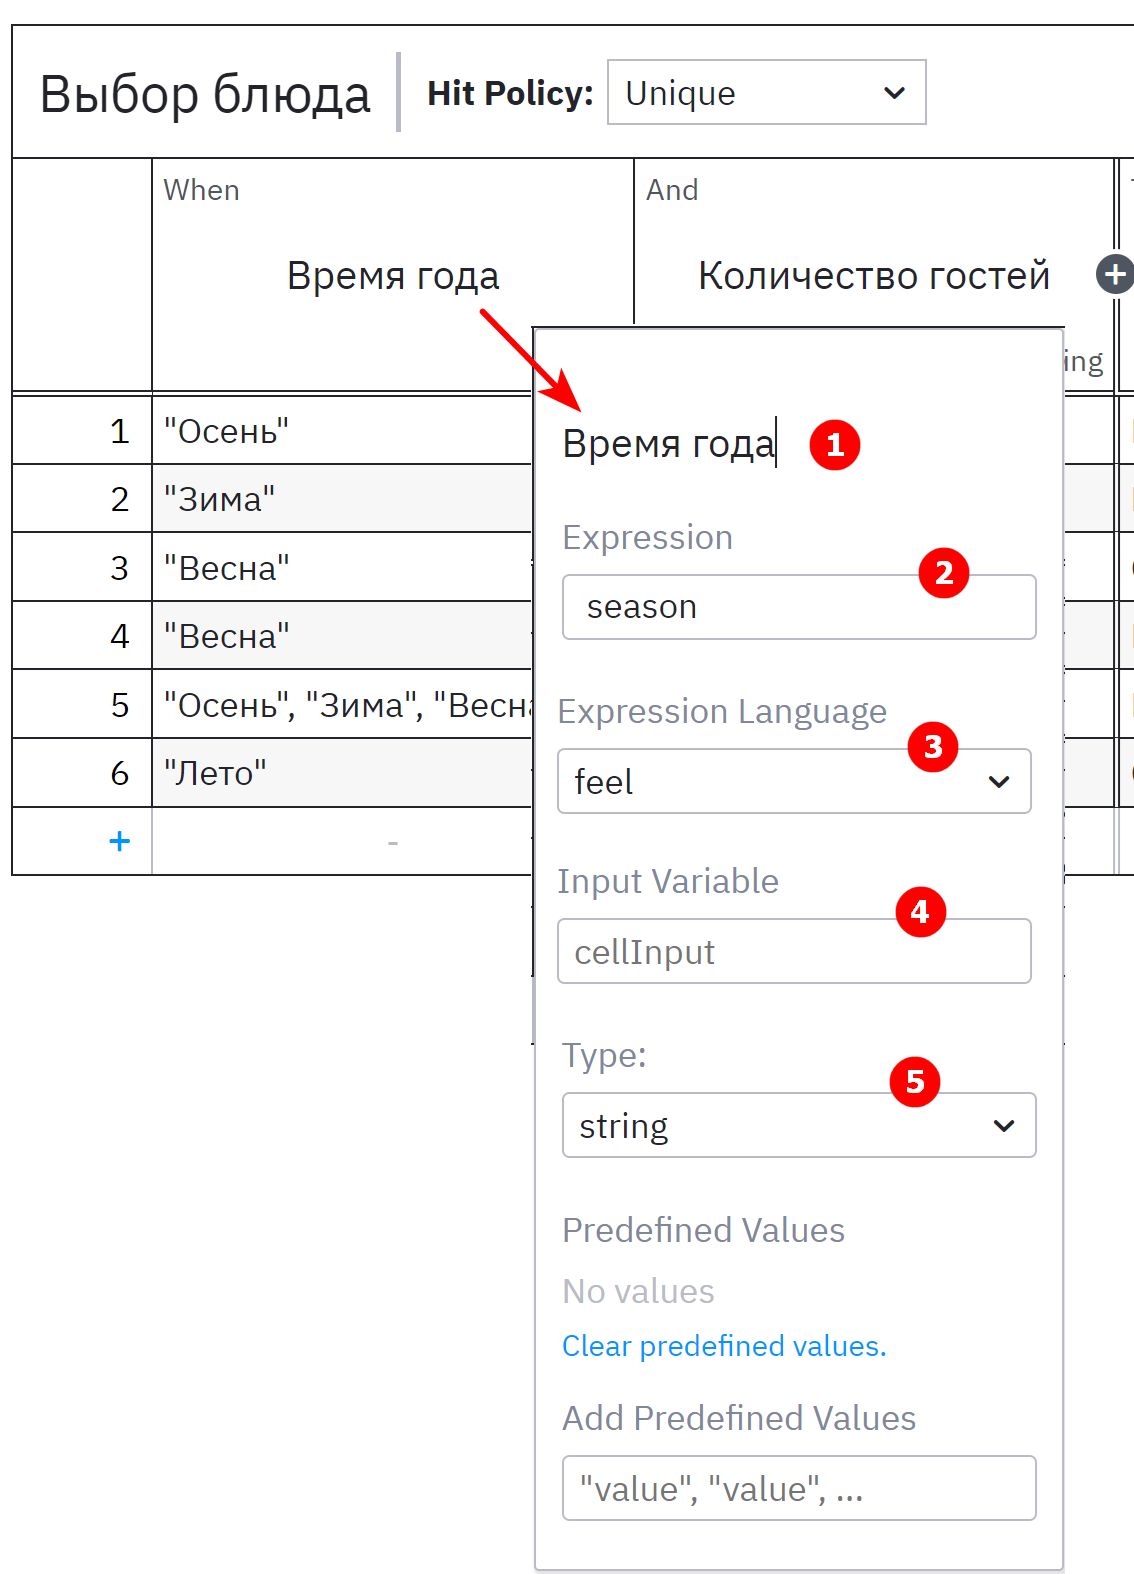 Выбор блюда Hit Policy: Unique
When And
Время года Количество гостей
ing
1 "Осень"
2 "Зима"
3 "Весна"
4 "Весна"
5 "Осень", "Зима", "Весна
6 "Лето"
+ -
Время года 1
Expression
2
season
Expression Language
3
feel
Input Variable
4
cellInput
Type:
5
string
Predefined Values
No values
Clear predefined values.
Add Predefined Values
"value", "value", ...